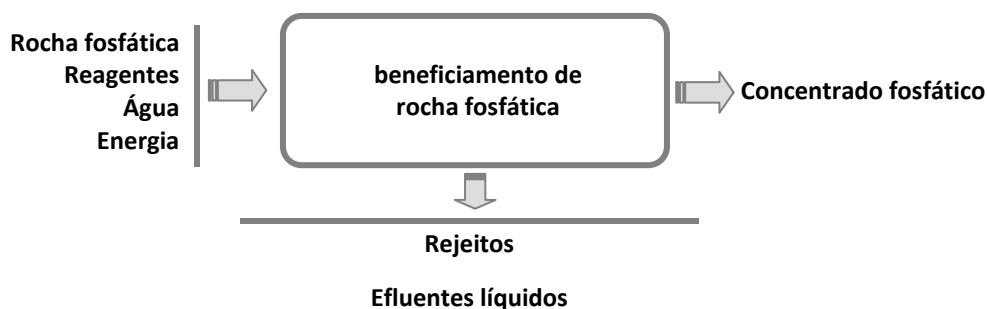 Rocha fosfática
Reagentes
Água
Energia
beneficiamento de
rocha fosfática
Concentrado fosfático
Rejeitos
Efluentes líquidos